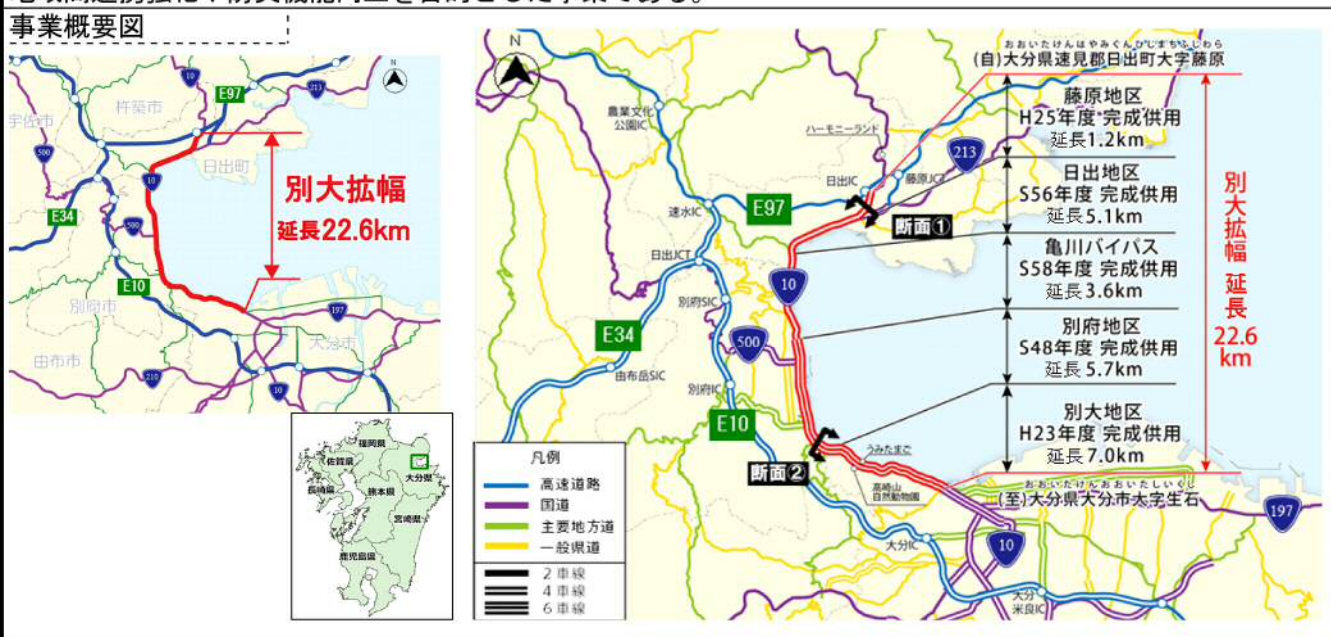 事業概要図
10
E97
213
杵築市
宇佐市
500
日出町
10
別大拡幅
延長22.6km
E34
500
E10
別府市
197
大分市
由布市
210
10
福岡県
佐賀県
大分県
長崎県
熊本県
宮崎県
鹿児島県
N
おおいたけんはやみぐんひじまちふじわら
(自)大分県速見郡日出町大字藤原
農業文化
公園IC
ハーモニーランド
213
藤原地区
H25年度 完成供用
延長1.2km
日出IC
藤原JCT
速水IC
E97
断面①
日出地区
S56年度 完成供用
延長5.1km
日出JCT
亀川バイパス
S58年度 完成供用
延長3.6km
10
別府SIC
E34
500
別府地区
S48年度 完成供用
延長5.7km
由布岳SIC
別府IC
E10
別大地区
H23年度 完成供用
延長7.0km
別大拡幅 延長
22.6
km
うみたまご
断面②
高崎山
自然動物園
おおいたけんおおいたしいくし
(至)大分県大分市大字生石
197
大分IC
10
大分
米良IC
凡例
高速道路
国道
主要地方道
一般県道
2車線
4車線
6車線